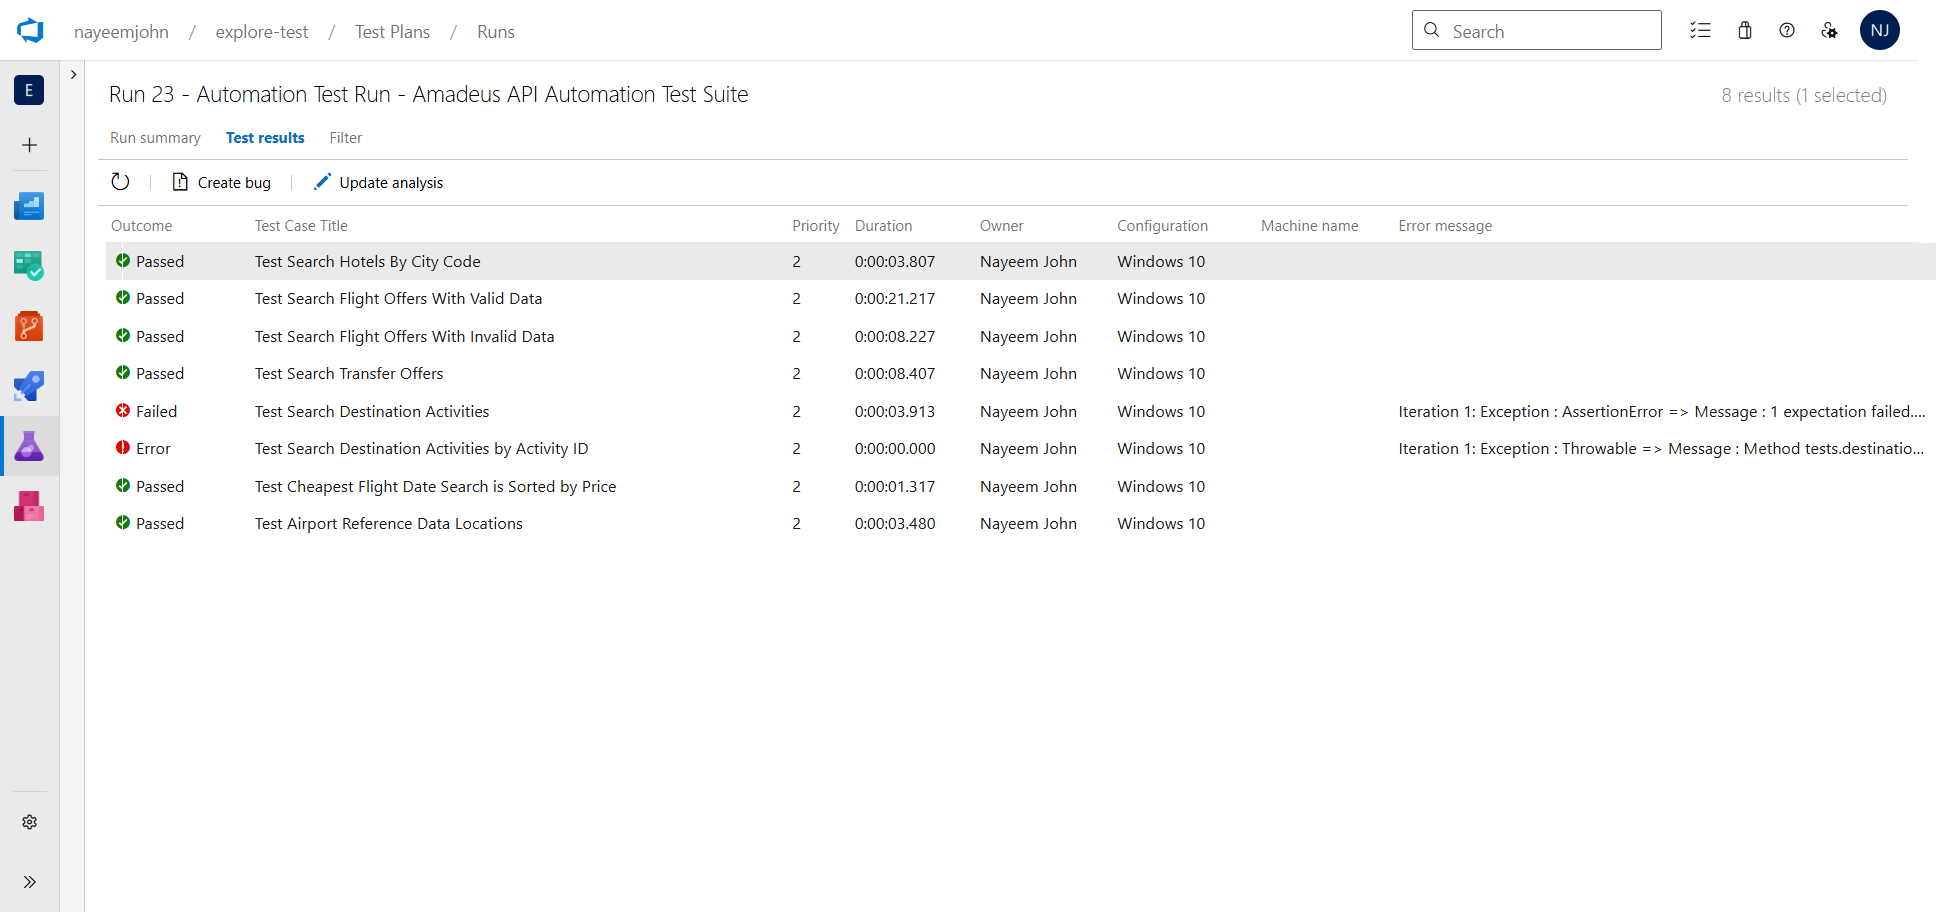 nayeemjohn / explore-test / Test Plans / Runs
Search
NJ
E
Run 23 - Automation Test Run - Amadeus API Automation Test Suite
8 results (1 selected)
Run summary Test results Filter
Create bug Update analysis
Outcome Test Case Title Priority Duration Owner Configuration Machine name Error message
Passed Test Search Hotels By City Code 2 0:00:03.807 Nayeem John Windows 10
Passed Test Search Flight Offers With Valid Data 2 0:00:21.217 Nayeem John Windows 10
Passed Test Search Flight Offers With Invalid Data 2 0:00:08.227 Nayeem John Windows 10
Passed Test Search Transfer Offers 2 0:00:08.407 Nayeem John Windows 10
Failed Test Search Destination Activities 2 0:00:03.913 Nayeem John Windows 10 Iteration 1: Exception : AssertionError => Message : 1 expectation failed....
Error Test Search Destination Activities by Activity ID 2 0:00:00.000 Nayeem John Windows 10 Iteration 1: Exception : Throwable => Message : Method tests.destinatio...
Passed Test Cheapest Flight Date Search is Sorted by Price 2 0:00:01.317 Nayeem John Windows 10
Passed Test Airport Reference Data Locations 2 0:00:03.480 Nayeem John Windows 10